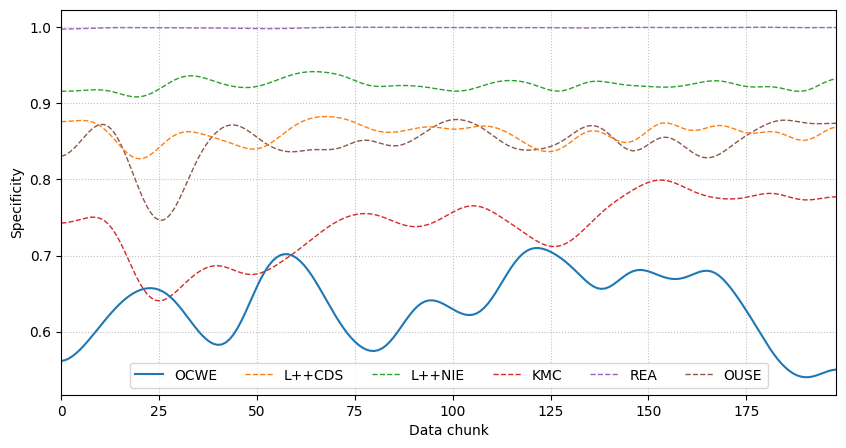 1.0
0.9
0.8
0.7
0.6
Specificity
OCWE L++CDS L++NIE KMC REA OUSE
0 25 50 75 100 125 150 175
Data chunk